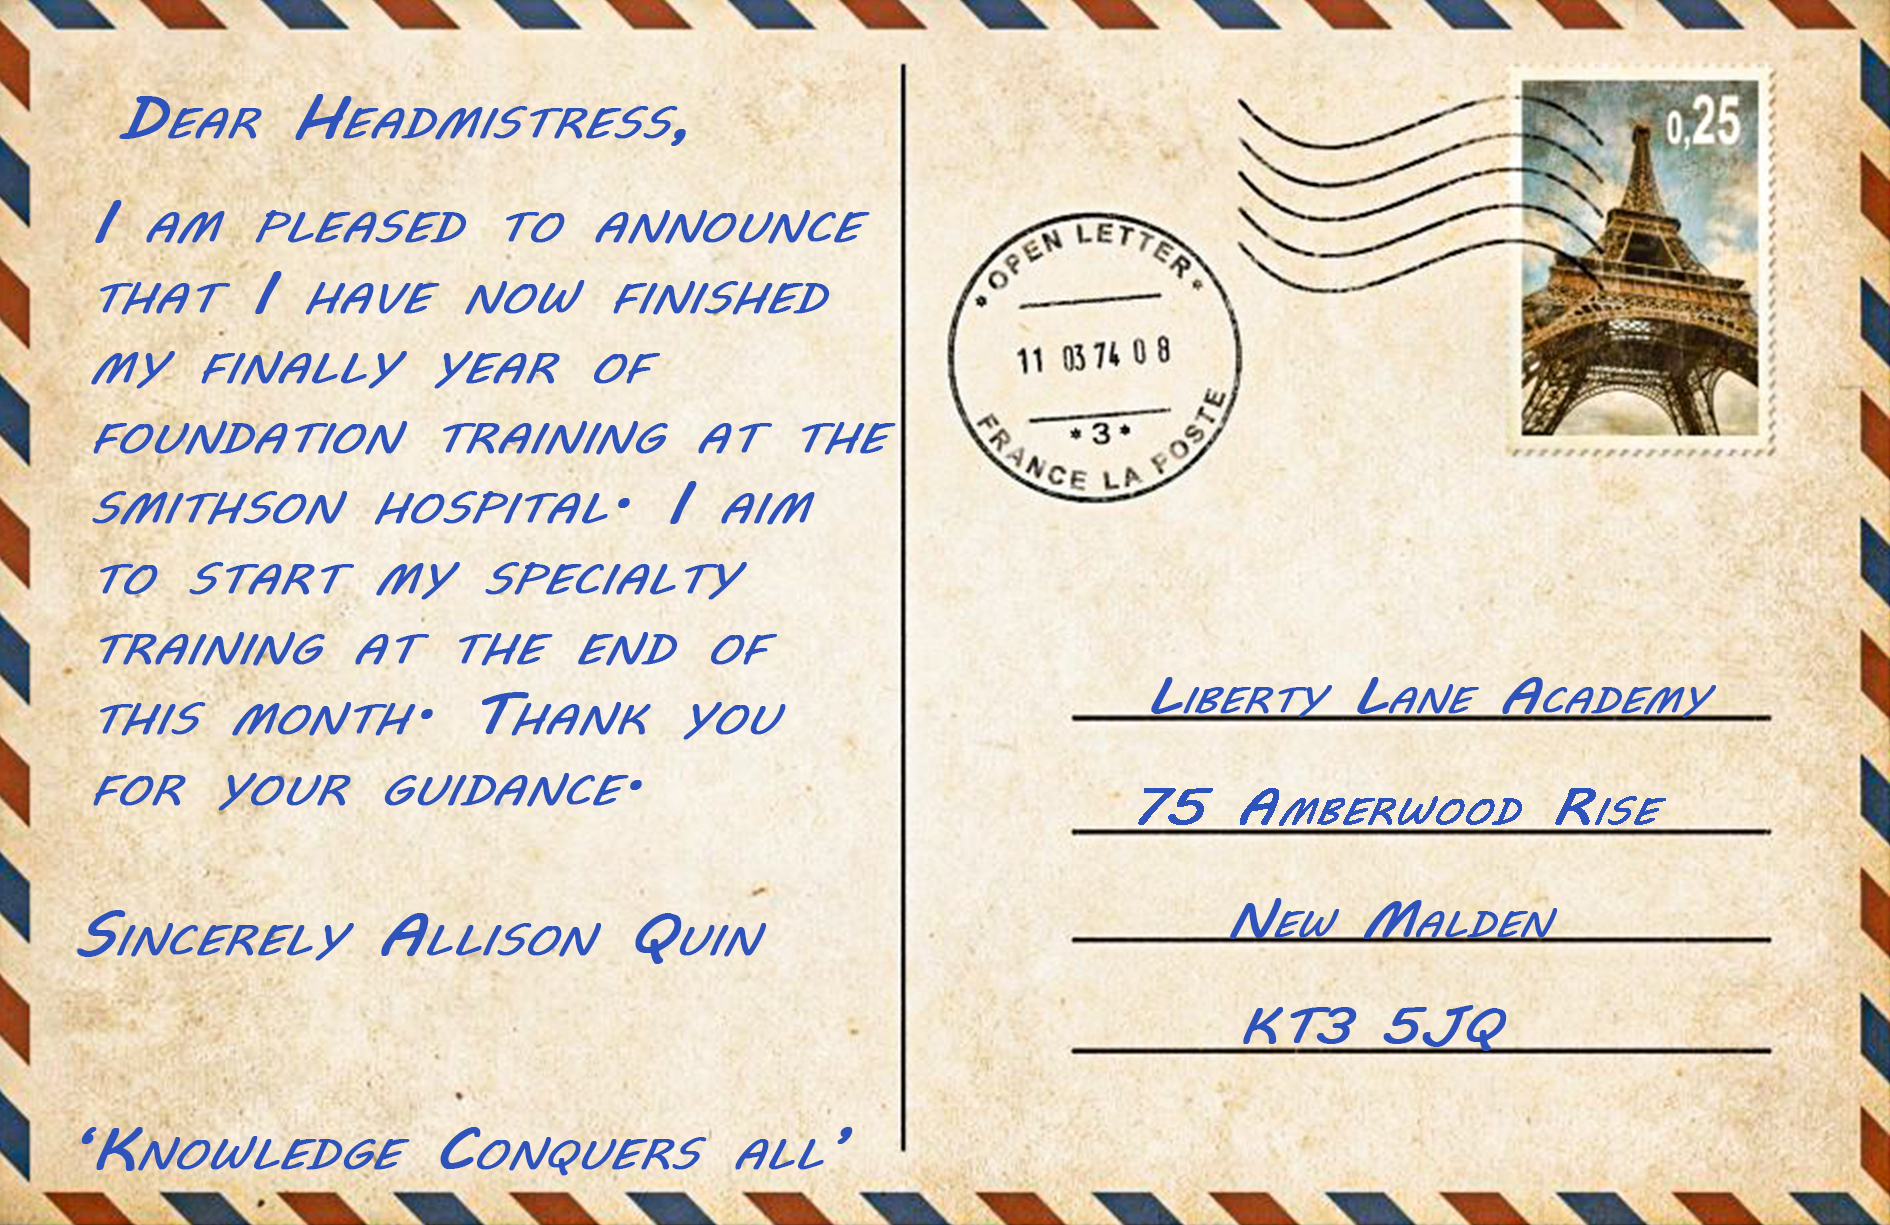 Dear Headmistress,
I am pleased to announce
that I have now finished
my finally year of
foundation training at the
smithson hospital. I aim
to start my specialty
training at the end of
this month. Thank you
for your guidance.
Sincerely Allison Quin
‘Knowledge Conquers all’
0,25
* OPEN LETTER *
11 03 74 0 8
* 3 *
FRANCE LA POSTE
Liberty Lane Academy
75 Amberwood Rise
New Malden
KT3 5JQ